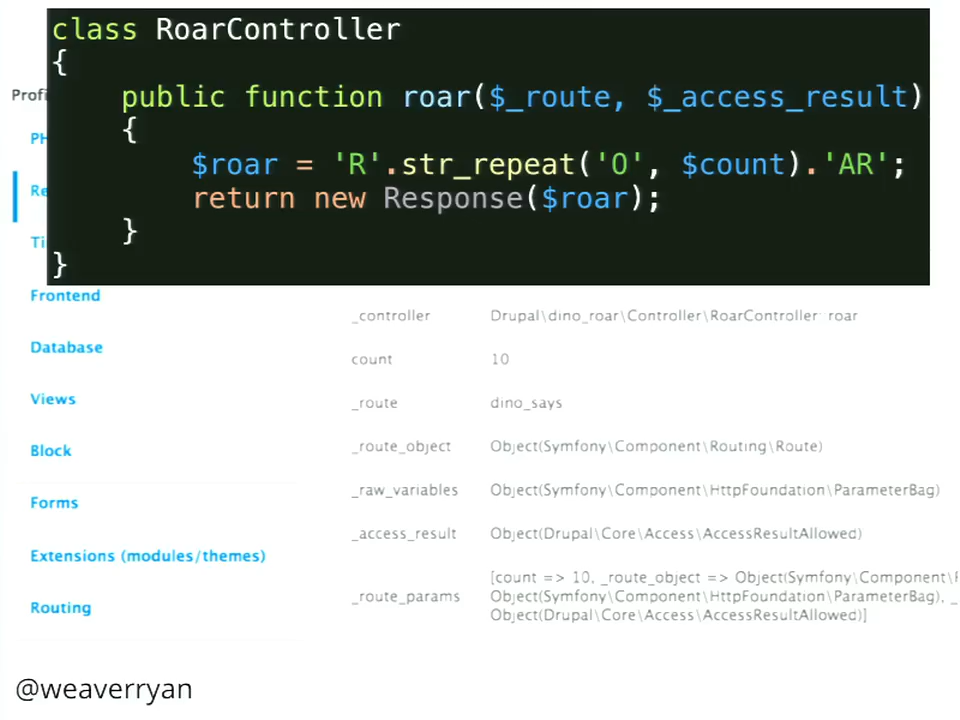 class RoarController
{
public function roar($_route, $_access_result)
{
$roar = 'R'.str_repeat('O', $count).'AR';
return new Response($roar);
}
}
Frontend
Database
Views
Block
Forms
Extensions (modules/themes)
Routing
_controller Drupal\dino_roar\Controller\RoarController::roar
count 10
_route dino_says
_route_object Object(Symfony\Component\Routing\Route)
_raw_variables Object(Symfony\Component\HttpFoundation\ParameterBag)
_access_result Object(Drupal\Core\Access\AccessResultAllowed)
_route_params [count => 10, _route_object => Object(Symfony\Component\
Object(Symfony\Component\HttpFoundation\ParameterBag), _
Object(Drupal\Core\Access\AccessResultAllowed)]
@weaverryan